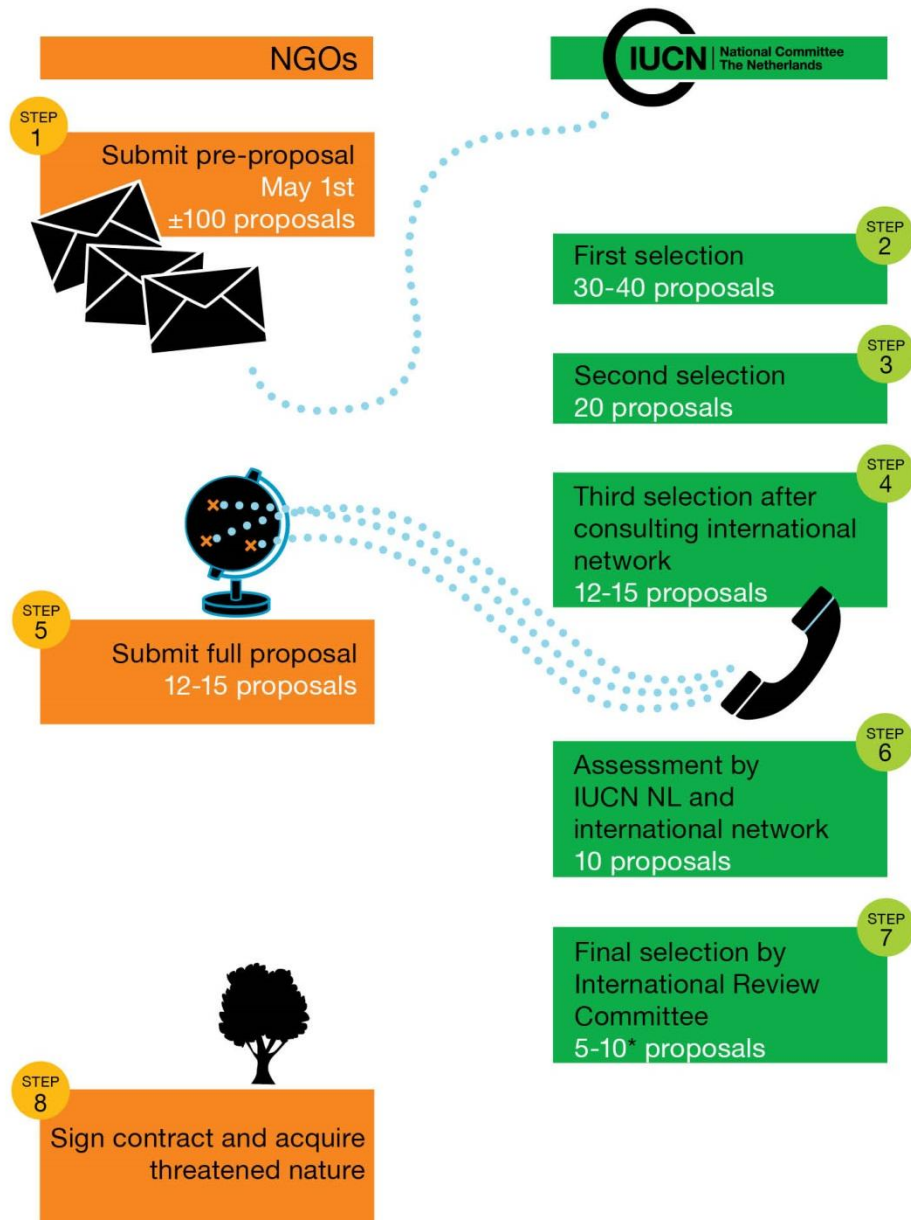 NGOs
IUCN
National Committee
The Netherlands
STEP
1
Submit pre-proposal
May 1st
±100 proposals
STEP
2
First selection
30-40 proposals
STEP
3
Second selection
20 proposals
STEP
4
Third selection after
consulting international
network
12-15 proposals
STEP
5
Submit full proposal
12-15 proposals
STEP
6
Assessment by
IUCN NL and
international network
10 proposals
STEP
7
Final selection by
International Review
Committee
5-10* proposals
STEP
8
Sign contract and acquire
threatened nature